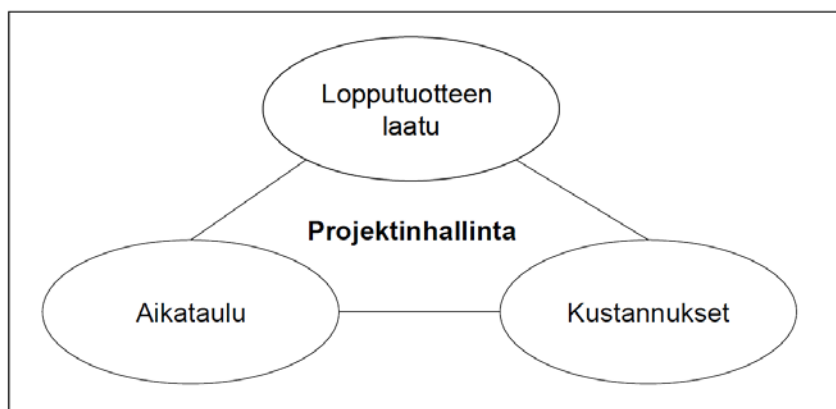 Lopputuotteen
laatu
Projektinhallinta
Aikataulu
Kustannukset